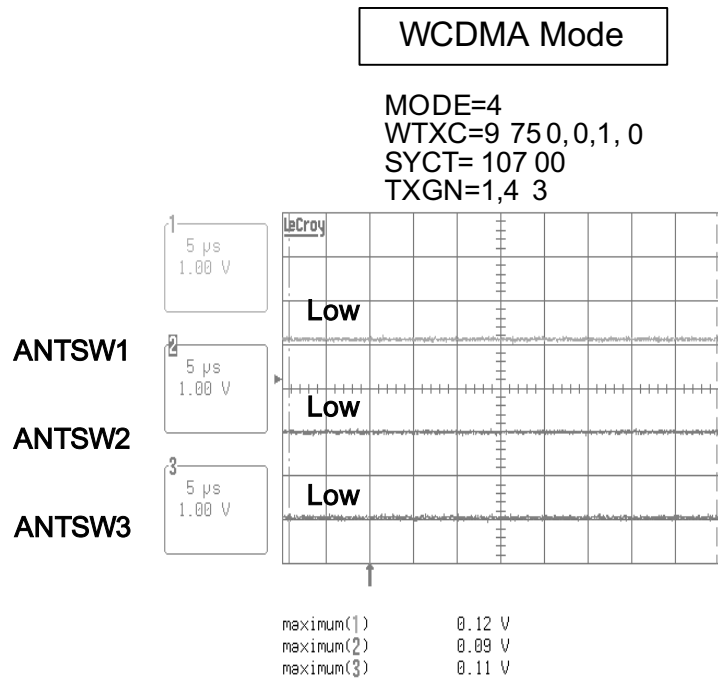 WCDMA Mode
MODE=4
WTXC=9 75 0, 0,1, 0
SYCT= 107 00
TXGN=1,4 3
1
5 µs
1.00 V
LeCroy
Low
ANTSW1
2
5 µs
1.00 V
Low
ANTSW2
3
5 µs
1.00 V
Low
ANTSW3
maximum(1) 0.12 V
maximum(2) 0.09 V
maximum(3) 0.11 V